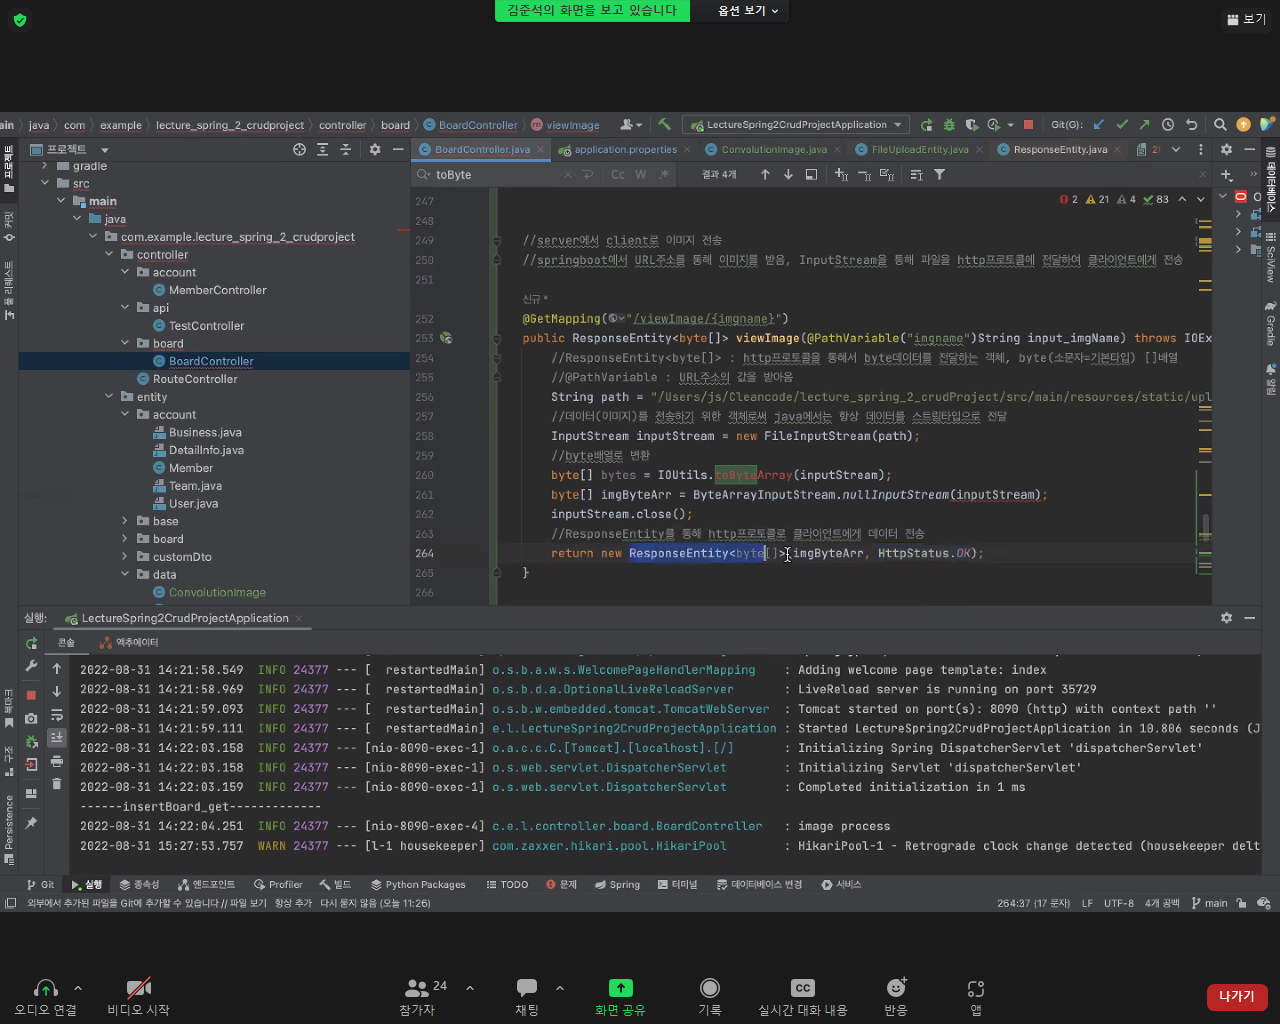 김준석의 화면을 보고 있습니다
옵션 보기
보기
ain java com example lecture_spring_2_crudproject controller board BoardController viewImage
LectureSpring2CrudProjectApplication
Git(G):
프로젝트
BoardController.java
application.properties
ConvolutionImage.java
FileUploadEntity.java
ResponseEntity.java
toByte
Cc W .*
결과 4개
2 21 4 83
프로젝트
커밋
풀 리퀘스트
북마크
구조
Persistence
데이터베이스
SciView
Gradle
알림
gradle
src
main
java
com.example.lecture_spring_2_crudproject
controller
account
MemberController
api
TestController
board
BoardController
RouteController
entity
account
Business.java
DetailInfo.java
Member
Team.java
User.java
base
board
customDto
data
ConvolutionImage
247
248
249 //server에서 client로 이미지 전송
250 //springboot에서 URL주소를 통해 이미지를 받음, InputStream을 통해 파일을 http프로토콜에 전달하여 클라이언트에게 전송
251
신규 *
252 @GetMapping("/viewImage/{imgname}")
253 public ResponseEntity<byte[]> viewImage(@PathVariable("imgname")String input_imgName) throws IOEx
254 //ResponseEntity<byte[]> : http프로토콜을 통해서 byte데이터를 전달하는 객체, byte(소문자=기본타입) []배열
255 //@PathVariable : URL주소의 값을 받아옴
256 String path = "/Users/js/Cleancode/lecture_spring_2_crudProject/src/main/resources/static/upl
257 //데이터(이미지)를 전송하기 위한 객체로써 java에서는 항상 데이터를 스트림타입으로 전달
258 InputStream inputStream = new FileInputStream(path);
259 //byte배열로 변환
260 byte[] bytes = IOUtils.toByteArray(inputStream);
261 byte[] imgByteArr = ByteArrayInputStream.nullInputStream(inputStream);
262 inputStream.close();
263 //ResponseEntity를 통해 http프로토콜로 클라이언트에게 데이터 전송
264 return new ResponseEntity<byte[]>(imgByteArr, HttpStatus.OK);
265 }
266
실행: LectureSpring2CrudProjectApplication
콘솔
액추에이터
2022-08-31 14:21:58.549 INFO 24377 --- [ restartedMain] o.s.b.a.w.s.WelcomePageHandlerMapping : Adding welcome page template: index
2022-08-31 14:21:58.969 INFO 24377 --- [ restartedMain] o.s.b.d.a.OptionalLiveReloadServer : LiveReload server is running on port 35729
2022-08-31 14:21:59.093 INFO 24377 --- [ restartedMain] o.s.b.w.embedded.tomcat.TomcatWebServer : Tomcat started on port(s): 8090 (http) with context path ''
2022-08-31 14:21:59.111 INFO 24377 --- [ restartedMain] e.l.LectureSpring2CrudProjectApplication : Started LectureSpring2CrudProjectApplication in 10.806 seconds (J
2022-08-31 14:22:03.158 INFO 24377 --- [nio-8090-exec-1] o.a.c.c.C.[Tomcat].[localhost].[/] : Initializing Spring DispatcherServlet 'dispatcherServlet'
2022-08-31 14:22:03.158 INFO 24377 --- [nio-8090-exec-1] o.s.web.servlet.DispatcherServlet : Initializing Servlet 'dispatcherServlet'
2022-08-31 14:22:03.159 INFO 24377 --- [nio-8090-exec-1] o.s.web.servlet.DispatcherServlet : Completed initialization in 1 ms
------insertBoard_get-------------
2022-08-31 14:22:04.251 INFO 24377 --- [nio-8090-exec-4] c.e.l.controller.board.BoardController : image process
2022-08-31 15:27:53.757 WARN 24377 --- [l-1 housekeeper] com.zaxxer.hikari.pool.HikariPool : HikariPool-1 - Retrograde clock change detected (housekeeper delt
Git 실행 종속성 엔드포인트 Profiler 빌드 Python Packages TODO 문제 Spring 터미널 데이터베이스 변경 서비스
외부에서 추가된 파일을 Git에 추가할 수 있습니다 // 파일 보기 항상 추가 다시 묻지 않음 (오늘 11:26)
264:37 (17 문자) LF UTF-8 4개 공백 main
24
CC
오디오 연결 비디오 시작 참가자 채팅 화면 공유 기록 실시간 대화 내용 반응 앱 나가기